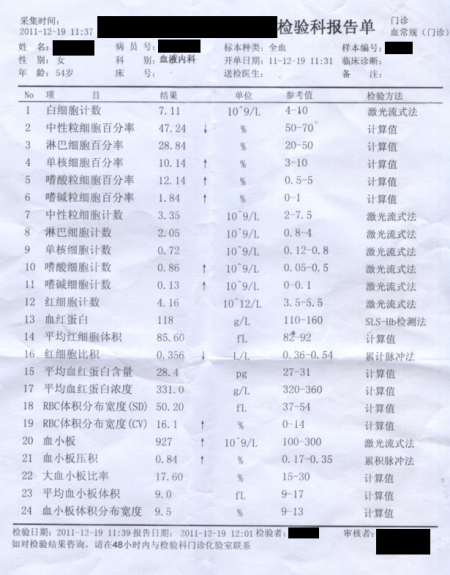 采集时间: 检验科报告单 门诊
2011-12-19 11:37 血常规（门诊）
姓 名: 病员 号: 标本种类: 全血 样本编号:
性 别: 女 科 别: 血液内科 开单日期: 11-12-19 11:31 临床诊断:
年 龄: 54岁 床 号: 送检医生: 备 注:
No 项 目 结果 单位 参考值 检验方法
1 白细胞计数 7.11 10^9/L 4-10 激光流式法
2 中性粒细胞百分率 47.24 ↓ % 50-70 计算值
3 淋巴细胞百分率 28.84 % 20-50 计算值
4 单核细胞百分率 10.14 ↑ % 3-10 计算值
5 嗜酸粒细胞百分率 12.14 ↑ % 0.5-5 计算值
6 嗜碱粒细胞百分率 1.84 ↑ % 0-1 计算值
7 中性粒细胞计数 3.35 10^9/L 2-7.5 激光流式法
8 淋巴细胞计数 2.05 10^9/L 0.8-4 激光流式法
9 单核细胞计数 0.72 10^9/L 0.12-0.8 激光流式法
10 嗜酸细胞计数 0.86 ↑ 10^9/L 0.05-0.5 激光流式法
11 嗜碱细胞计数 0.13 ↑ 10^9/L 0-0.1 激光流式法
12 红细胞计数 4.16 10^12/L 3.5-5.5 激光流式法
13 血红蛋白 118 g/L 110-160 SLS-Hb检测法
14 平均红细胞体积 85.60 fL 82-92 计算值
16 红细胞比积 0.356 ↓ L/L 0.36-0.54 累计脉冲法
15 平均血红蛋白含量 28.4 pg 27-31 计算值
17 平均血红蛋白浓度 331.0 g/L 320-360 计算值
18 RBC体积分布宽度(SD) 50.20 fL 37-54 计算值
19 RBC体积分布宽度(CV) 16.1 ↑ % 0-14 计算值
20 血小板 927 ↑ 10^9/L 100-300 激光流式法
21 血小板压积 0.84 ↑ % 0.17-0.35 累积脉冲法
22 大血小板比率 17.60 % 15-30 计算值
23 平均血小板体积 9.0 fL 9-17 计算值
24 血小板体积分布宽度 9.5 % 9-13 计算值
检验日期: 2011-12-19 11:39 报告日期: 2011-12-19 12:01 检验者: 审核者:
如对检验结果咨询，请在48小时内与检验科门诊化验室联系